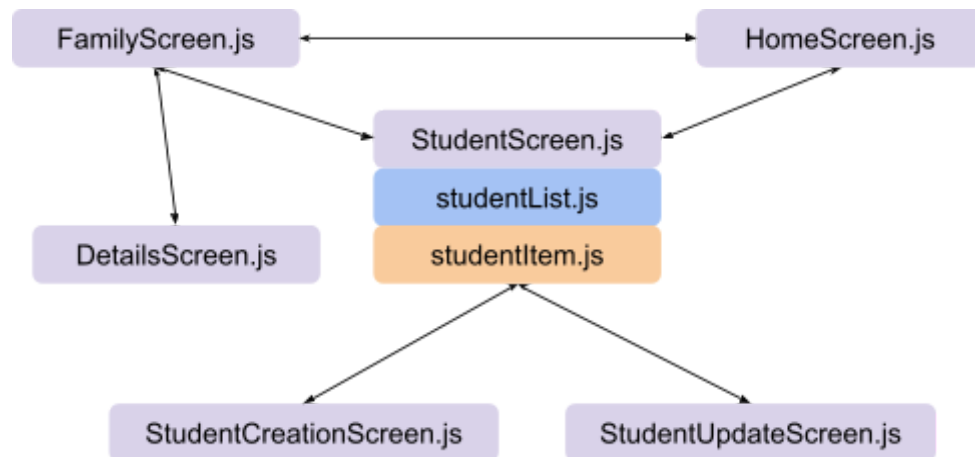 FamilyScreen.js
HomeScreen.js
StudentScreen.js
studentList.js
DetailsScreen.js
studentItem.js
StudentCreationScreen.js
StudentUpdateScreen.js